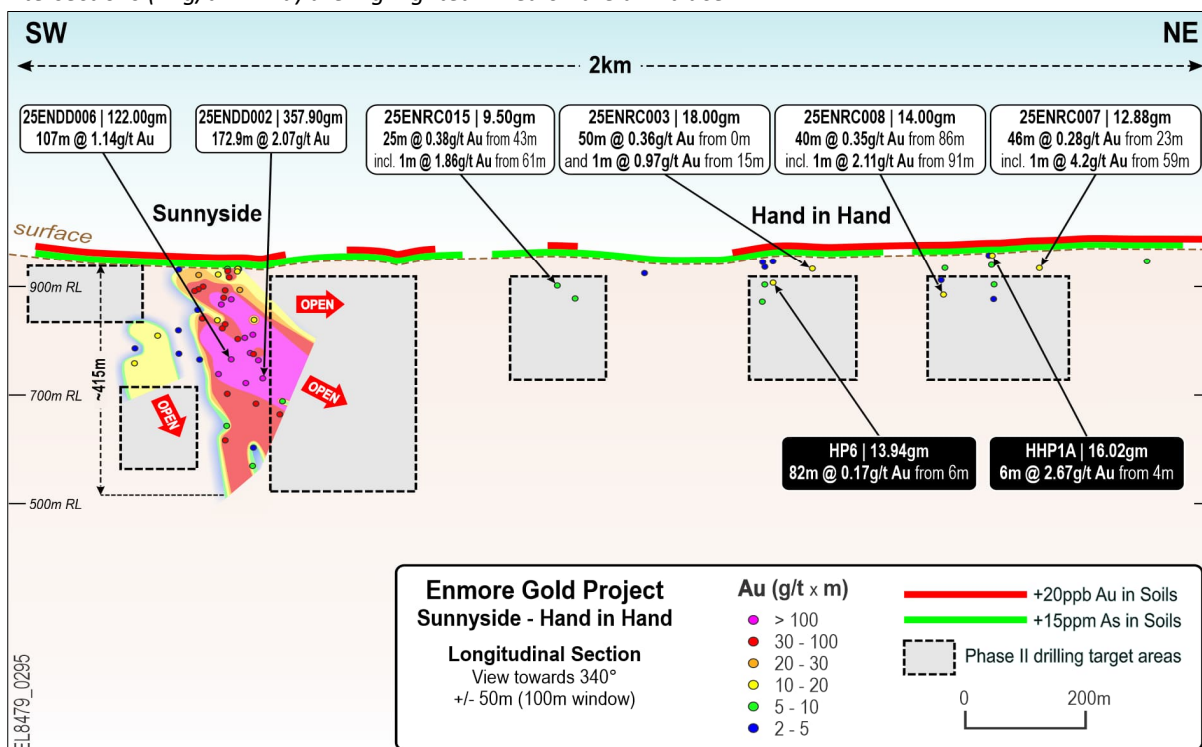 SW
NE
2km
25ENDD006 | 122.00gm
107m @ 1.14g/t Au
25ENDD002 | 357.90gm
172.9m @ 2.07g/t Au
25ENRC015 | 9.50gm
25m @ 0.38g/t Au from 43m
incl. 1m @ 1.86g/t Au from 61m
25ENRC003 | 18.00gm
50m @ 0.36g/t Au from 0m
and 1m @ 0.97g/t Au from 15m
25ENRC008 | 14.00gm
40m @ 0.35g/t Au from 86m
incl. 1m @ 2.11g/t Au from 91m
25ENRC007 | 12.88gm
46m @ 0.28g/t Au from 23m
incl. 1m @ 4.2g/t Au from 59m
Sunnyside
Hand in Hand
surface
900m RL
OPEN
~415m
OPEN
700m RL
OPEN
HP6 | 13.94gm
82m @ 0.17g/t Au from 6m
HHP1A | 16.02gm
6m @ 2.67g/t Au from 4m
500m RL
Enmore Gold Project
Sunnyside - Hand in Hand
Longitudinal Section
View towards 340°
+/- 50m (100m window)
Au (g/t x m)
> 100
30 - 100
20 - 30
10 - 20
5 - 10
2 - 5
+20ppb Au in Soils
+15ppm As in Soils
Phase II drilling target areas
0
200m
EL8479_0295